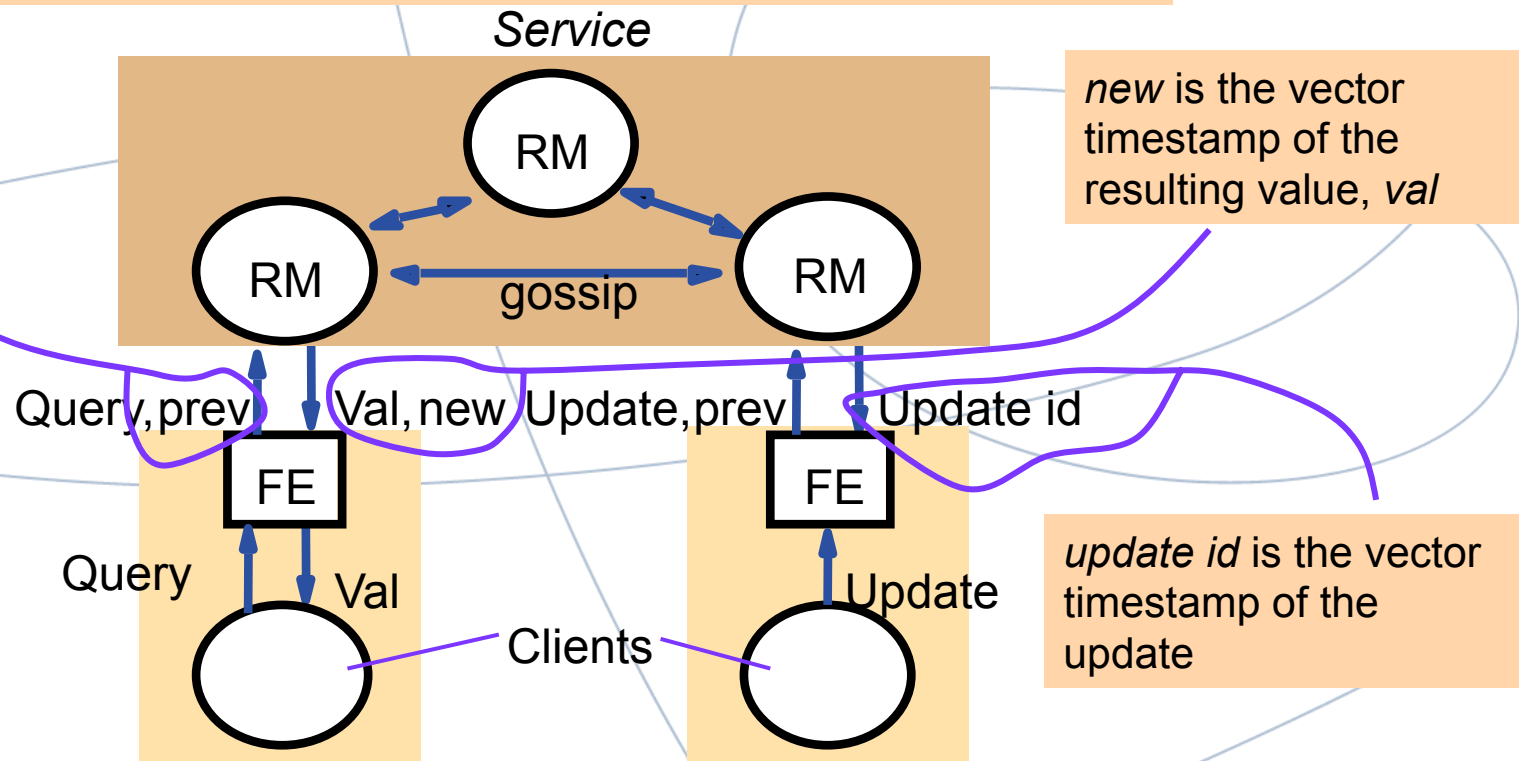 Service
new is the vector
timestamp of the
resulting value, val
RM
RM
RM
gossip
Query, prev
Val, new
Update, prev
Update id
FE
FE
Query
Val
Update
Clients
update id is the vector
timestamp of the
update